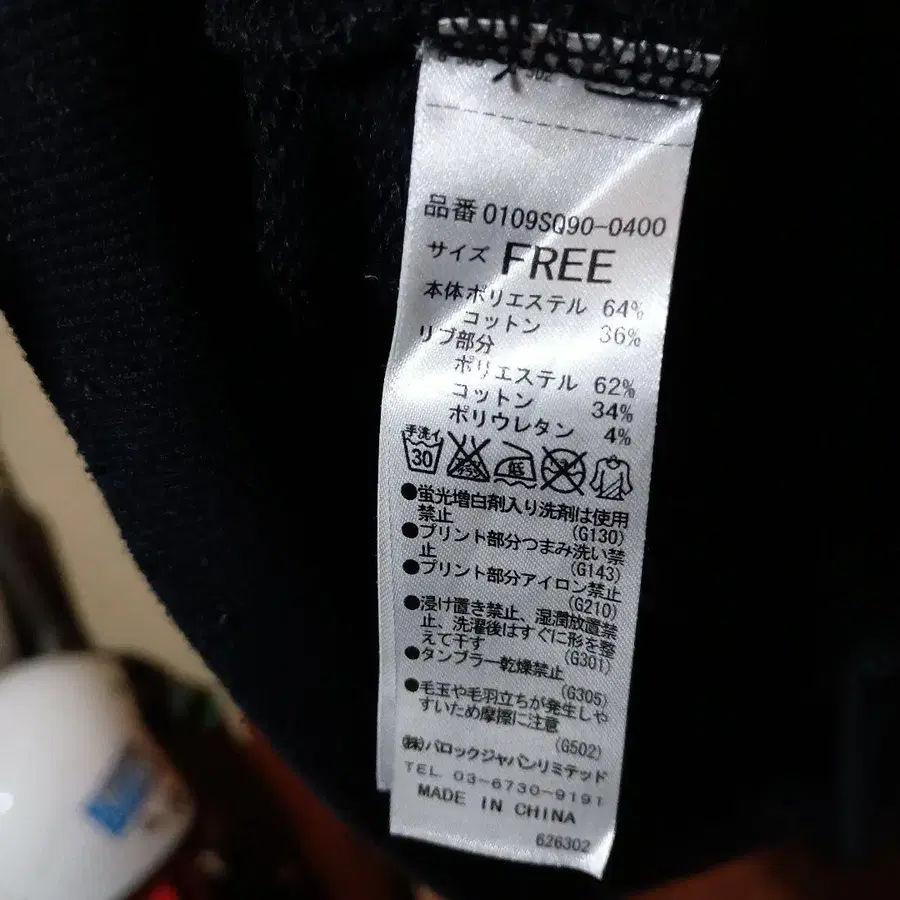 品番 0109SQ90-0400
サイズ FREE
本体ポリエステル 64%
コットン 36%
リブ部分
ポリエステル 62%
コットン 34%
ポリウレタン 4%
手洗イ
30
低
●蛍光増白剤入り洗剤は使用
禁止 (G130)
●プリント部分つまみ洗い禁
止 (G143)
●プリント部分アイロン禁止
(G210)
●浸け置き禁止、湿潤放置禁
止、洗濯後はすぐに形を整
えて干す (G301)
●タンブラー乾燥禁止
(G305)
●毛玉や毛羽立ちが発生しや
すいため摩擦に注意
(G502)
(株)バロックジャパンリミテッド
TEL 03-6730-9191
MADE IN CHINA
626302